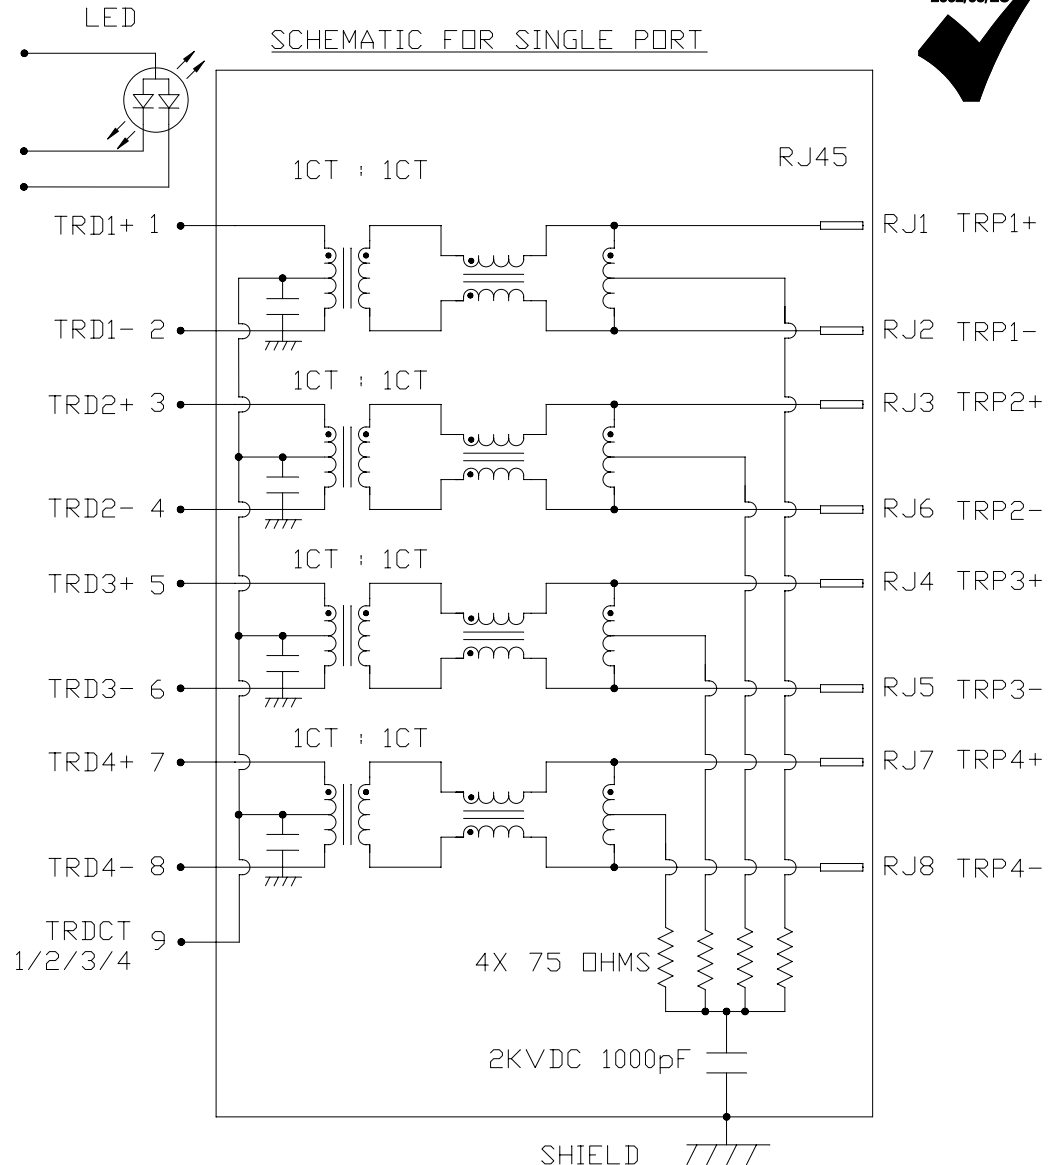 LED
SCHEMATIC FOR SINGLE PORT
RJ45
1CT : 1CT
TRD1+ 1 RJ1 TRP1+
TRD1- 2 RJ2 TRP1-
1CT : 1CT
TRD2+ 3 RJ3 TRP2+
TRD2- 4 RJ6 TRP2-
1CT : 1CT
TRD3+ 5 RJ4 TRP3+
TRD3- 6 RJ5 TRP3-
1CT : 1CT
TRD4+ 7 RJ7 TRP4+
TRD4- 8 RJ8 TRP4-
TRDCT 9
1/2/3/4
4X 75 OHMS
2KVDC 1000pF
SHIELD